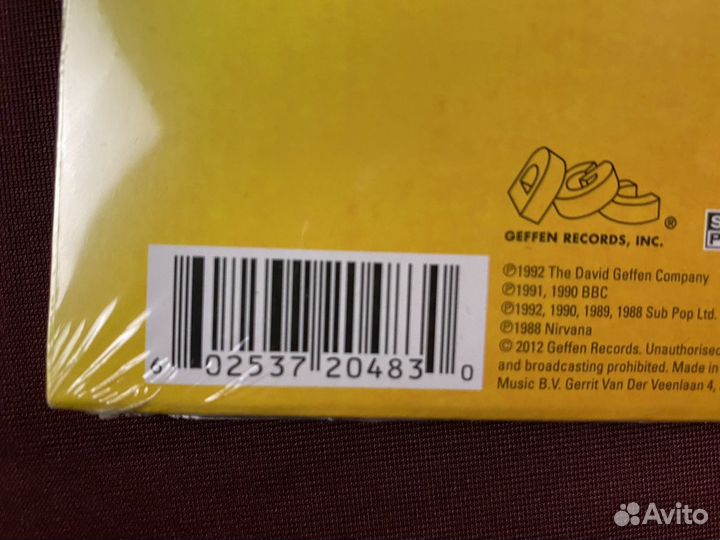 DGC
GEFFEN RECORDS, INC. ®
℗1992 The David Geffen Company
℗1991, 1990 BBC
℗1992, 1990, 1989, 1988 Sub Pop Ltd.
℗1988 Nirvana
© 2012 Geffen Records. Unauthorised
and broadcasting prohibited. Made in
Music B.V. Gerrit Van Der Veenlaan 4,
6 02537 20483 0
Avito